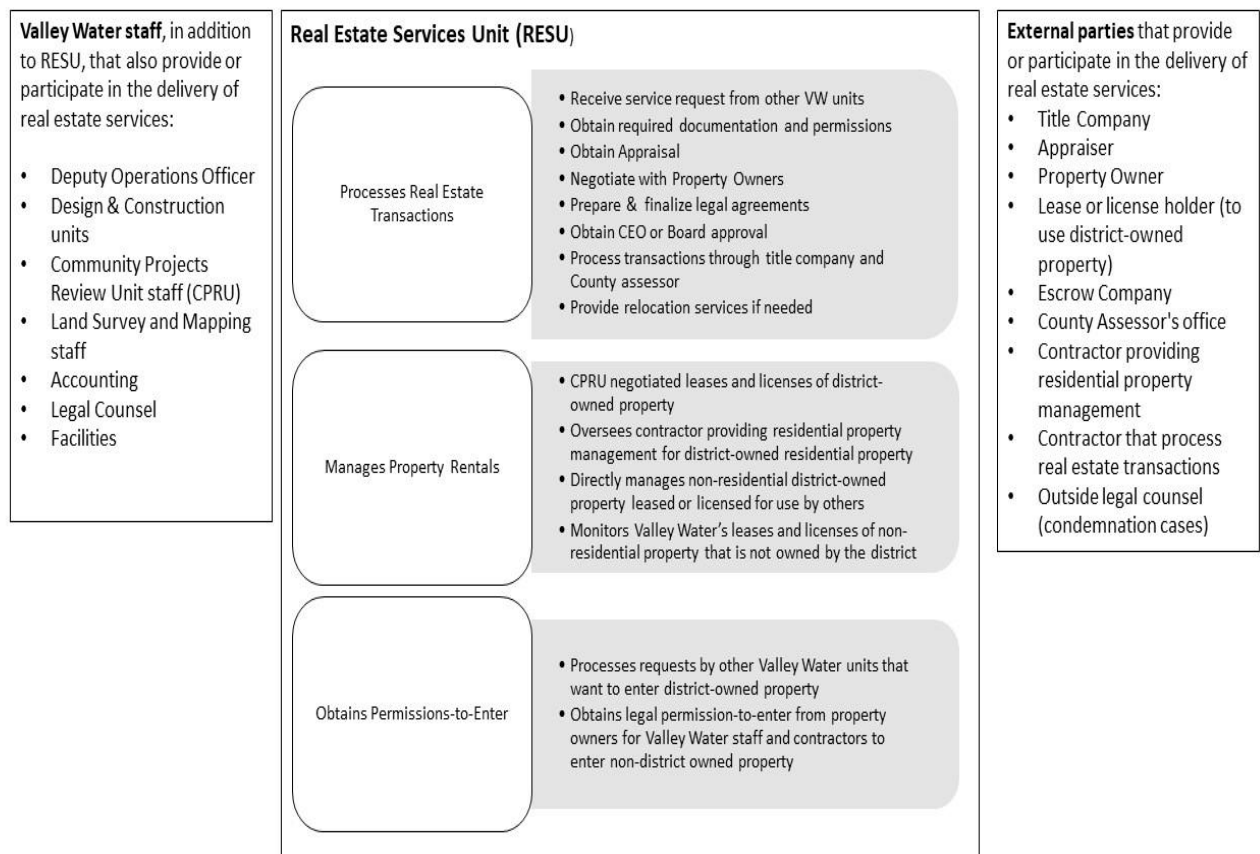 Valley Water staff, in addition
to RESU, that also provide or
participate in the delivery of
real estate services:
• Deputy Operations Officer
• Design & Construction
units
• Community Projects
Review Unit staff (CPRU)
• Land Survey and Mapping
staff
• Accounting
• Legal Counsel
• Facilities
Real Estate Services Unit (RESU)
Processes Real Estate
Transactions
• Receive service request from other VW units
• Obtain required documentation and permissions
• Obtain Appraisal
• Negotiate with Property Owners
• Prepare & finalize legal agreements
• Obtain CEO or Board approval
• Process transactions through title company and
County assessor
• Provide relocation services if needed
Manages Property Rentals
• CPRU negotiated leases and licenses of district-
owned property
• Oversees contractor providing residential property
management for district-owned residential property
• Directly manages non-residential district-owned
property leased or licensed for use by others
• Monitors Valley Water’s leases and licenses of non-
residential property that is not owned by the district
Obtains Permissions-to-Enter
• Processes requests by other Valley Water units that
want to enter district-owned property
• Obtains legal permission-to-enter from property
owners for Valley Water staff and contractors to
enter non-district owned property
External parties that provide
or participate in the delivery of
real estate services:
• Title Company
• Appraiser
• Property Owner
• Lease or license holder (to
use district-owned
property)
• Escrow Company
• County Assessor's office
• Contractor providing
residential property
management
• Contractor that process
real estate transactions
• Outside legal counsel
(condemnation cases)